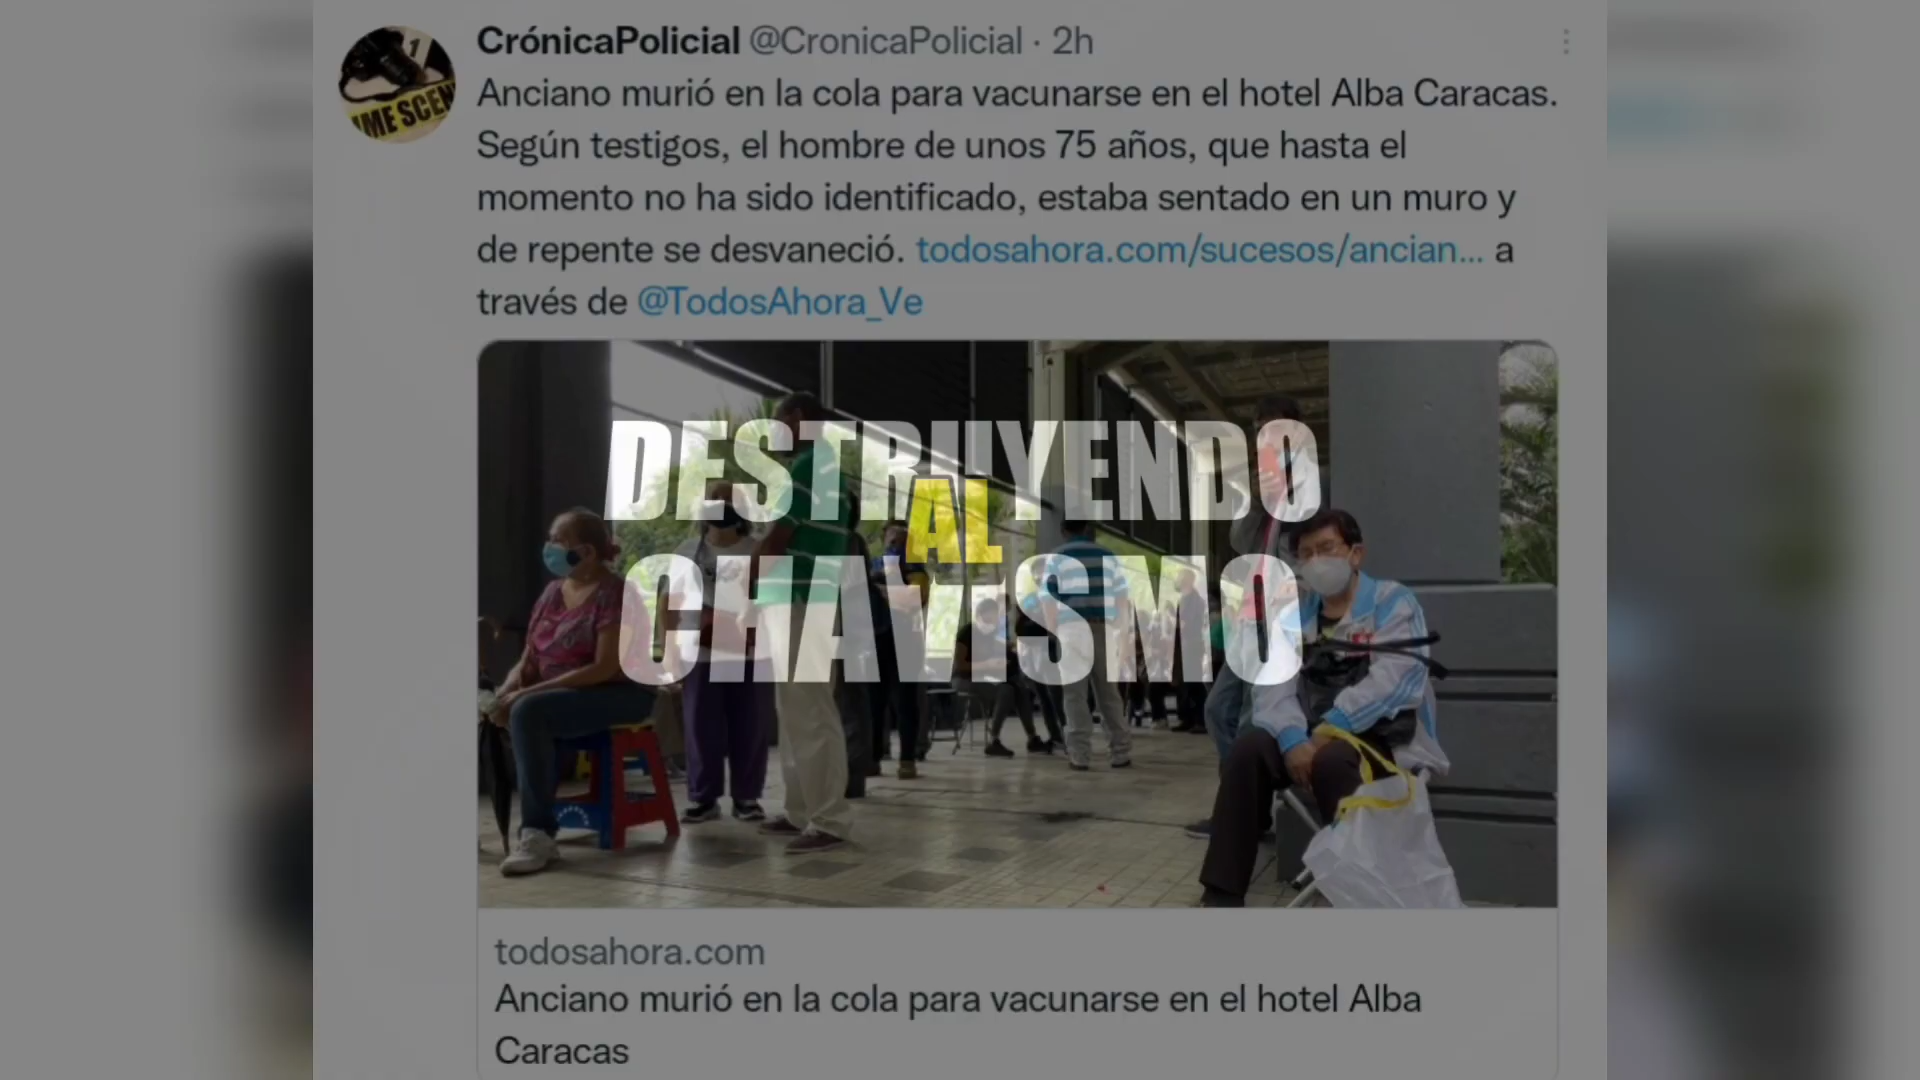 CrónicaPolicial @CronicaPolicial · 2h
Anciano murió en la cola para vacunarse en el hotel Alba Caracas.
Según testigos, el hombre de unos 75 años, que hasta el
momento no ha sido identificado, estaba sentado en un muro y
de repente se desvaneció. todosahora.com/sucesos/ancian... a
través de @TodosAhora_Ve
1
IME SCEN
DESTRUYENDO
AL
CHAVISMO
todosahora.com
Anciano murió en la cola para vacunarse en el hotel Alba
Caracas